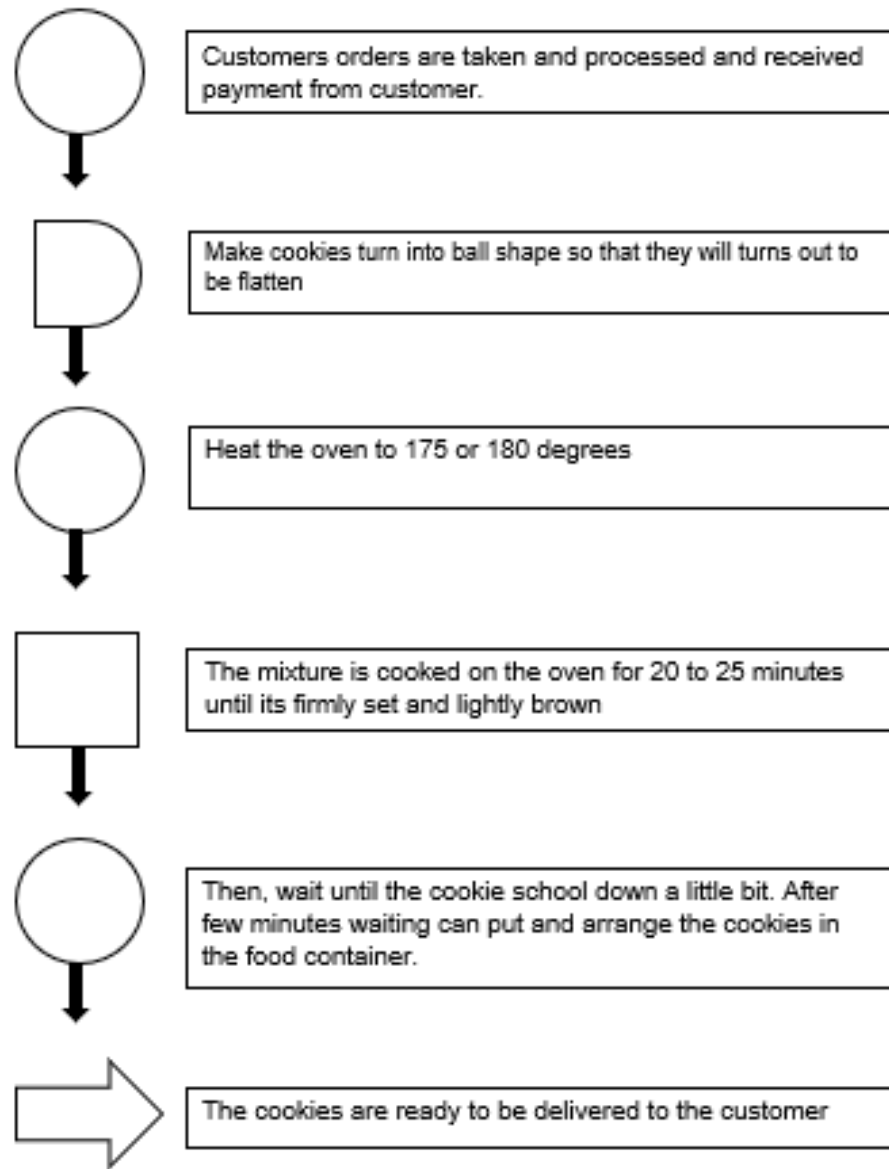 Customers orders are taken and processed and received
payment from customer.
Make cookies turn into ball shape so that they will turns out to
be flatten
Heat the oven to 175 or 180 degrees
The mixture is cooked on the oven for 20 to 25 minutes
until its firmly set and lightly brown
Then, wait until the cookie school down a little bit. After
few minutes waiting can put and arrange the cookies in
the food container.
The cookies are ready to be delivered to the customer